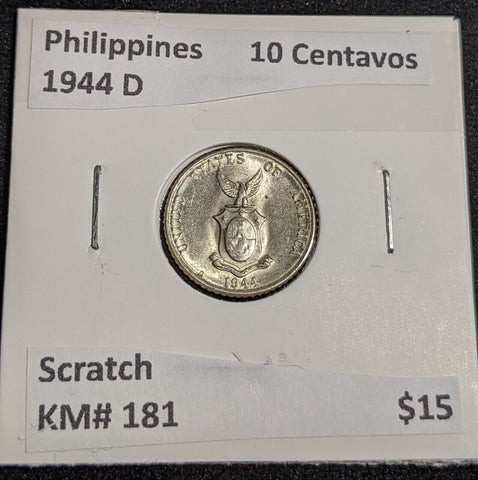 Philippines 10 Centavos
1944 D
UNITED STATES OF AMERICA
D
1944
Scratch
KM# 181 $15